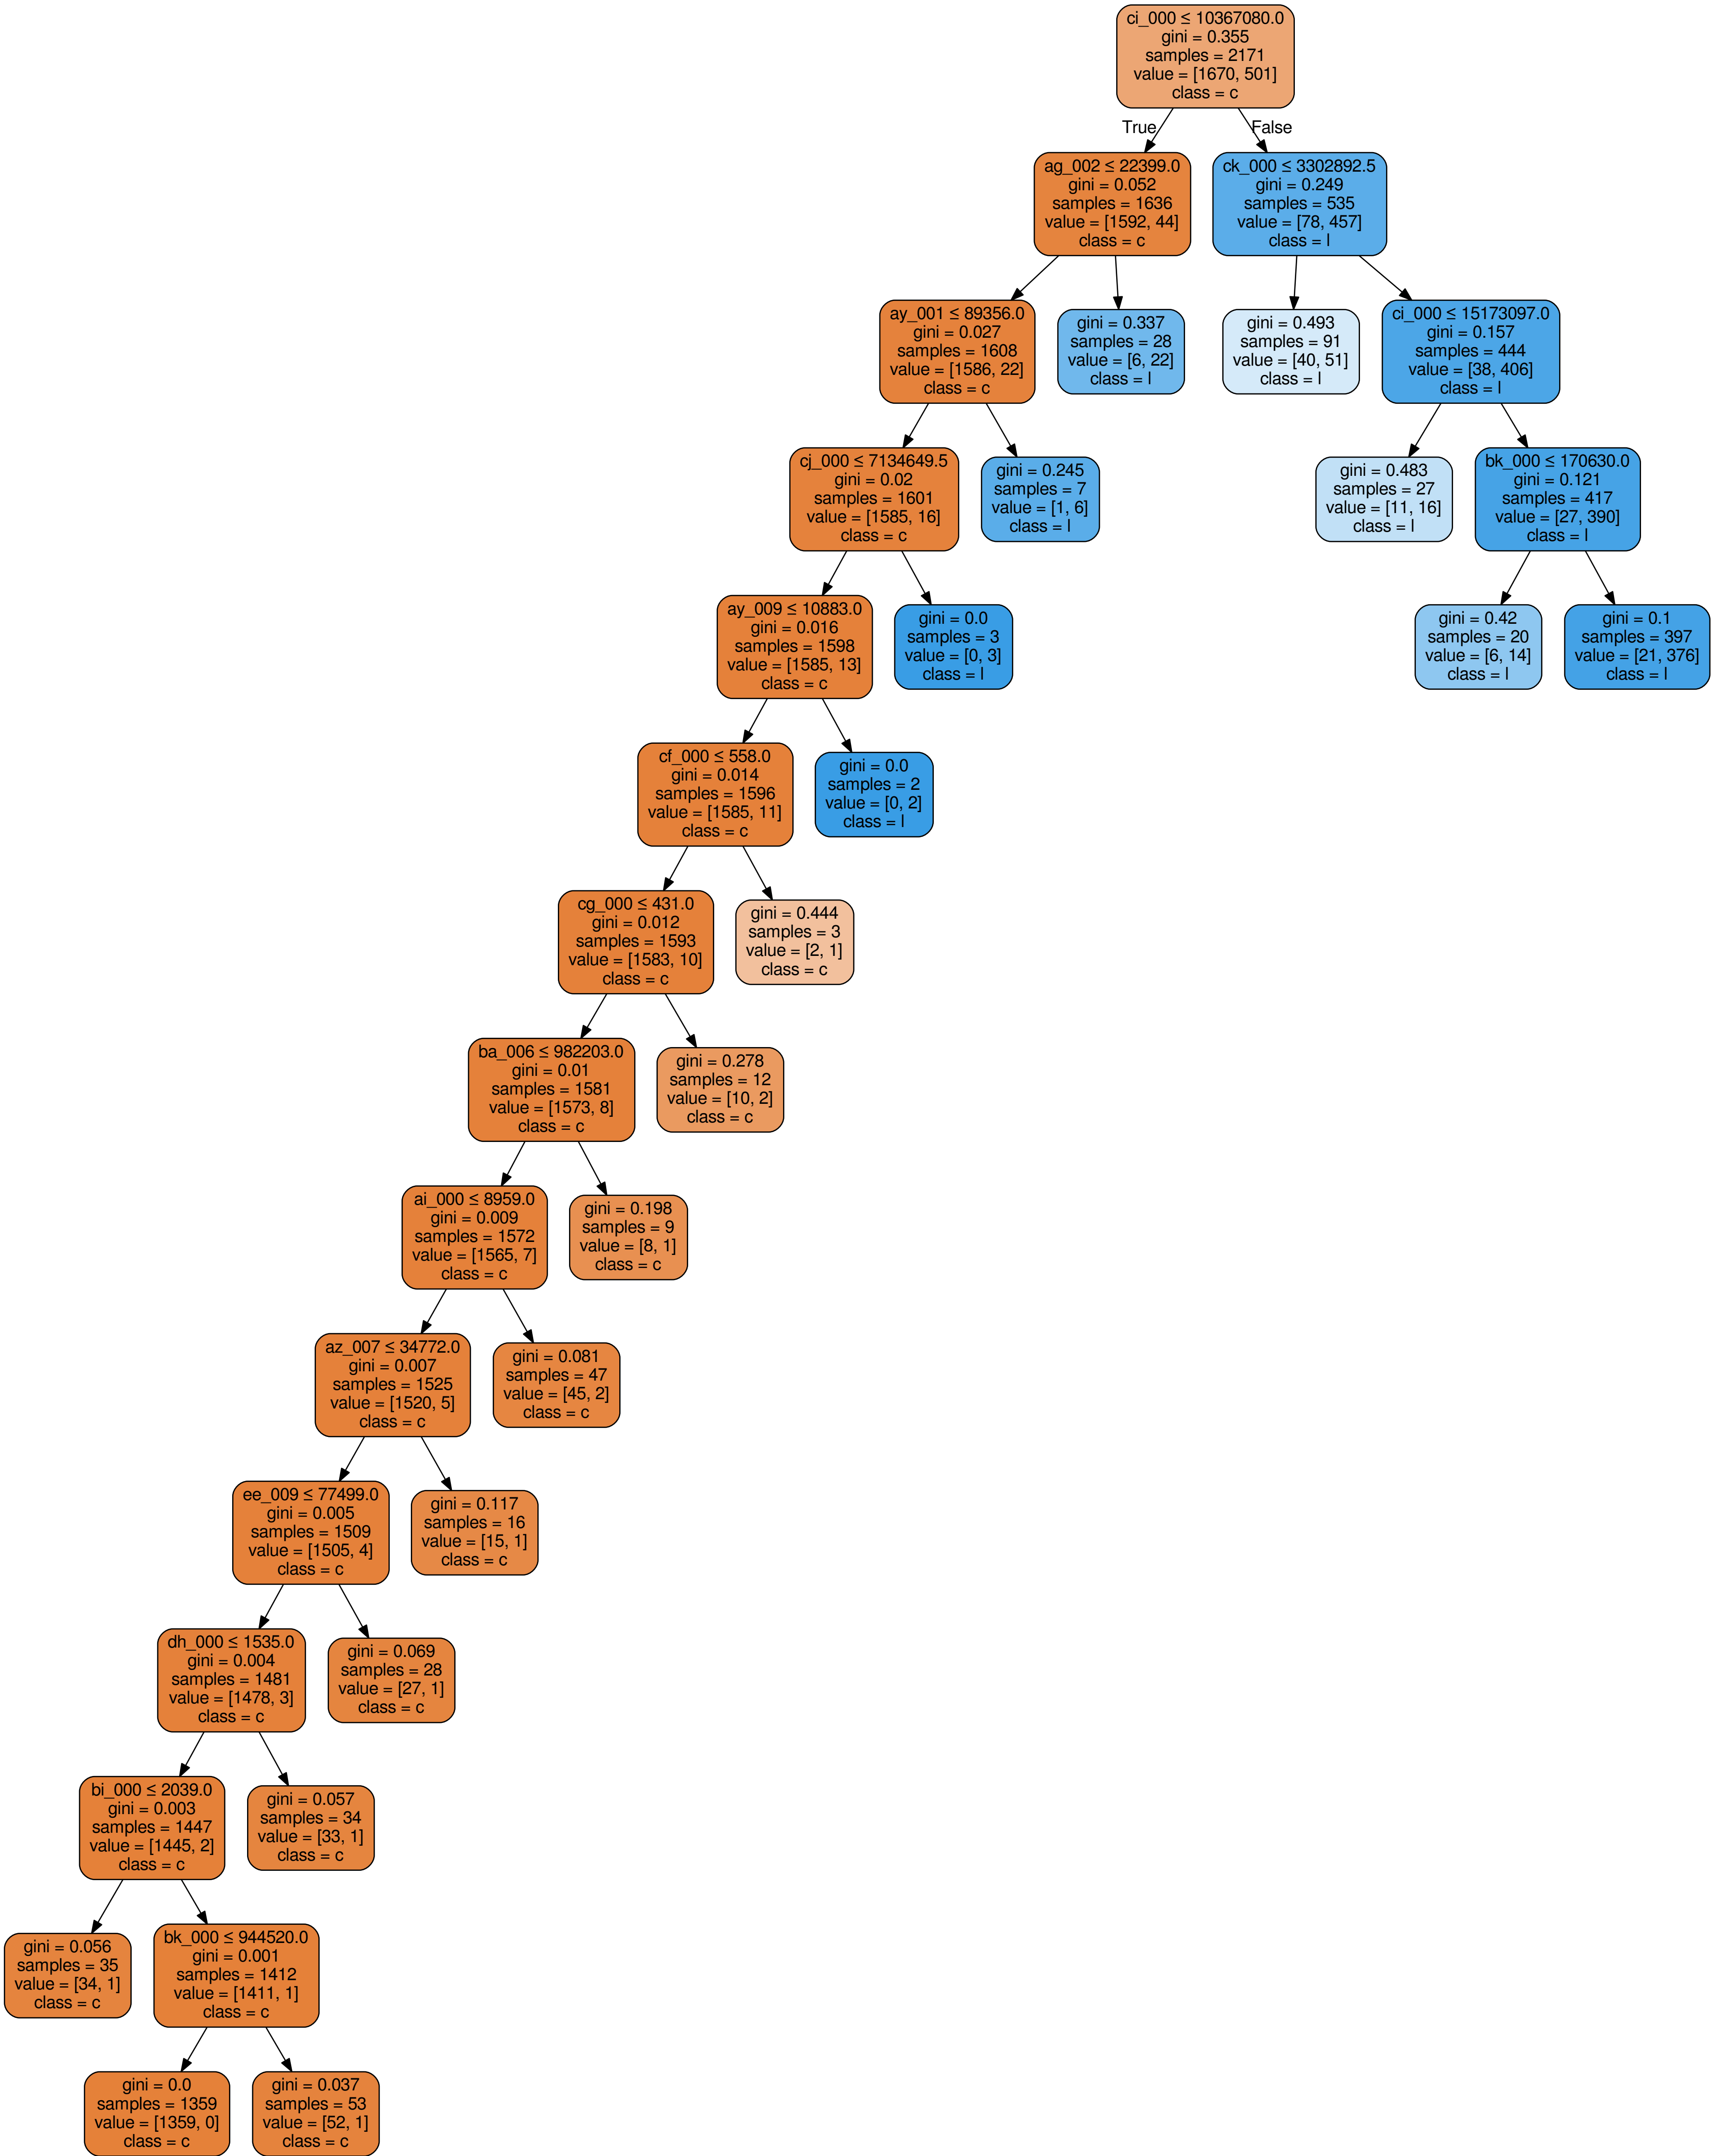 ci_000 ≤ 10367080.0
gini = 0.355
samples = 2171
value = [1670, 501]
class = c
True
False
ag_002 ≤ 22399.0
gini = 0.052
samples = 1636
value = [1592, 44]
class = c
ck_000 ≤ 3302892.5
gini = 0.249
samples = 535
value = [78, 457]
class = l
ay_001 ≤ 89356.0
gini = 0.027
samples = 1608
value = [1586, 22]
class = c
gini = 0.337
samples = 28
value = [6, 22]
class = l
gini = 0.493
samples = 91
value = [40, 51]
class = l
ci_000 ≤ 15173097.0
gini = 0.157
samples = 444
value = [38, 406]
class = l
cj_000 ≤ 7134649.5
gini = 0.02
samples = 1601
value = [1585, 16]
class = c
gini = 0.245
samples = 7
value = [1, 6]
class = l
gini = 0.483
samples = 27
value = [11, 16]
class = l
bk_000 ≤ 170630.0
gini = 0.121
samples = 417
value = [27, 390]
class = l
ay_009 ≤ 10883.0
gini = 0.016
samples = 1598
value = [1585, 13]
class = c
gini = 0.0
samples = 3
value = [0, 3]
class = l
gini = 0.42
samples = 20
value = [6, 14]
class = l
gini = 0.1
samples = 397
value = [21, 376]
class = l
cf_000 ≤ 558.0
gini = 0.014
samples = 1596
value = [1585, 11]
class = c
gini = 0.0
samples = 2
value = [0, 2]
class = l
cg_000 ≤ 431.0
gini = 0.012
samples = 1593
value = [1583, 10]
class = c
gini = 0.444
samples = 3
value = [2, 1]
class = c
ba_006 ≤ 982203.0
gini = 0.01
samples = 1581
value = [1573, 8]
class = c
gini = 0.278
samples = 12
value = [10, 2]
class = c
ai_000 ≤ 8959.0
gini = 0.009
samples = 1572
value = [1565, 7]
class = c
gini = 0.198
samples = 9
value = [8, 1]
class = c
az_007 ≤ 34772.0
gini = 0.007
samples = 1525
value = [1520, 5]
class = c
gini = 0.081
samples = 47
value = [45, 2]
class = c
ee_009 ≤ 77499.0
gini = 0.005
samples = 1509
value = [1505, 4]
class = c
gini = 0.117
samples = 16
value = [15, 1]
class = c
dh_000 ≤ 1535.0
gini = 0.004
samples = 1481
value = [1478, 3]
class = c
gini = 0.069
samples = 28
value = [27, 1]
class = c
bi_000 ≤ 2039.0
gini = 0.003
samples = 1447
value = [1445, 2]
class = c
gini = 0.057
samples = 34
value = [33, 1]
class = c
gini = 0.056
samples = 35
value = [34, 1]
class = c
bk_000 ≤ 944520.0
gini = 0.001
samples = 1412
value = [1411, 1]
class = c
gini = 0.0
samples = 1359
value = [1359, 0]
class = c
gini = 0.037
samples = 53
value = [52, 1]
class = c